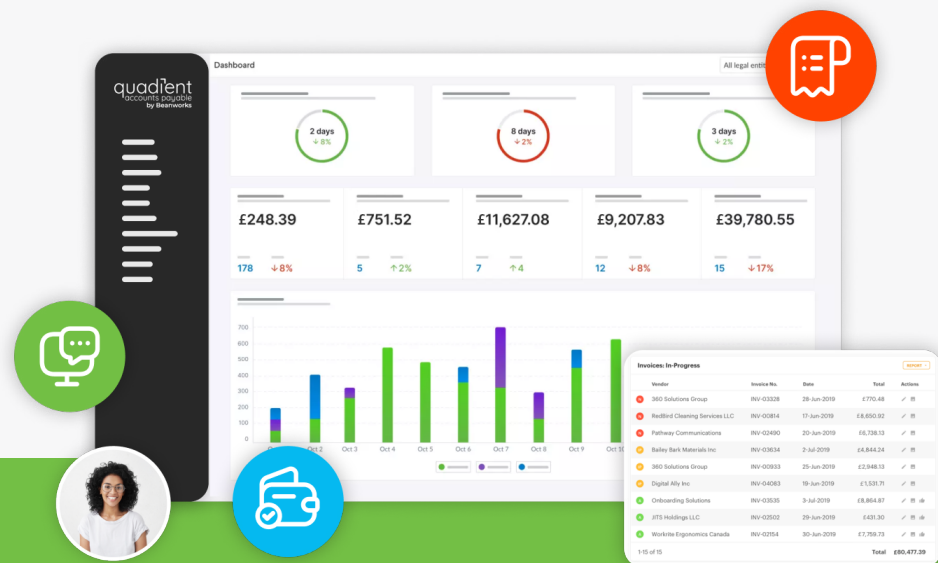 quadient
accounts payable
by Beanworks
Dashboard
All legal entit
2 days
↓ 8%
8 days
↓ 2%
3 days
↓ 2%
£248.39
£751.52
£11,627.08
£9,207.83
£39,780.55
178 ↓8%
5 ↑2%
7 ↑4
12 ↓8%
15 ↓17%
700
600
500
400
300
200
100
0
Oct 2 Oct 3 Oct 4 Oct 5 Oct 6 Oct 7 Oct 8 Oct 9 Oct 10
Invoices: In-Progress
REPORT
Vendor Invoice No. Date Total Actions
360 Solutions Group INV-03328 28-Jun-2019 £770.48
RedBird Cleaning Services LLC INV-00814 17-Jun-2019 £8,650.92
Pathway Communications INV-02490 20-Jun-2019 £6,738.13
Bailey Bark Materials Inc INV-03634 2-Jul-2019 £4,844.24
360 Solutions Group INV-00933 25-Jun-2019 £2,948.13
Digital Ally Inc INV-04083 19-Jun-2019 £1,531.71
Onboarding Solutions INV-03535 3-Jul-2019 £8,864.87
JITS Holdings LLC INV-02502 29-Jun-2019 £431.30
Workrite Ergonomics Canada INV-02154 30-Jun-2019 £7,759.73
1-15 of 15 Total £80,477.39